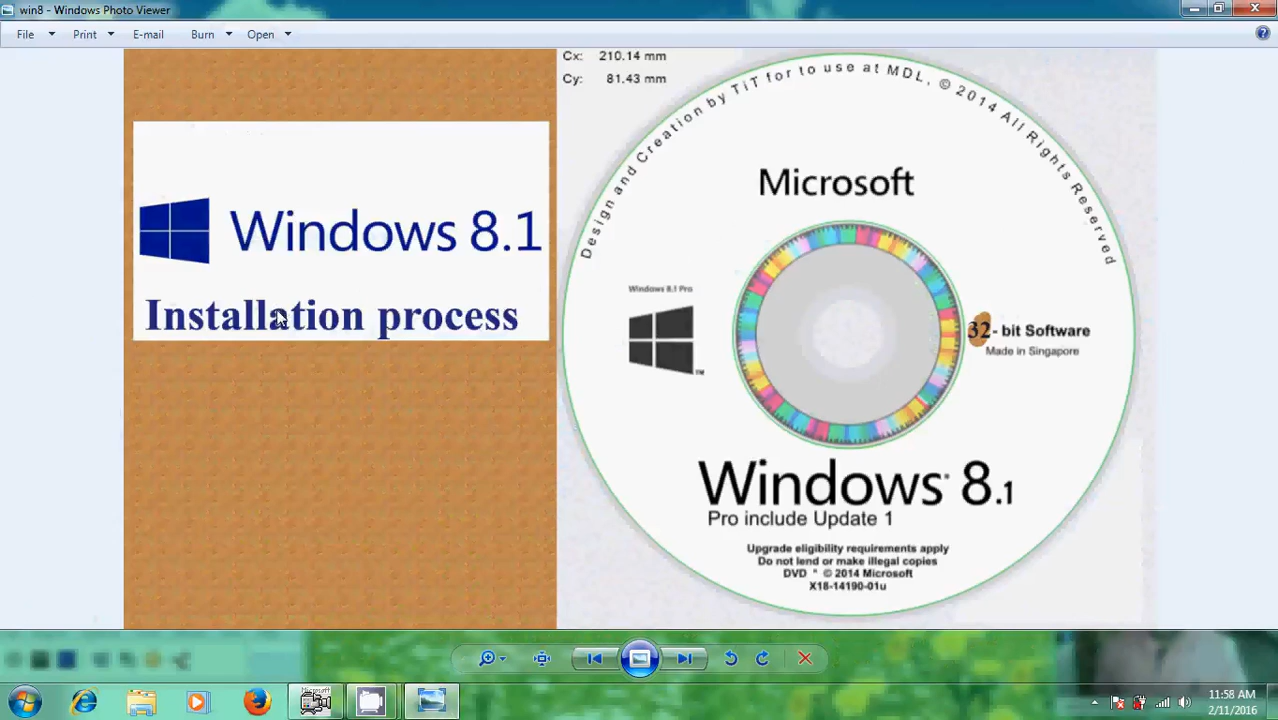 win8 - Windows Photo Viewer
File Print E-mail Burn Open
Cx: 210.14 mm
Cy: 81.43 mm
Windows 8.1
Installation process
Design and Creation by TiT for to use at MDL, © 2014 All Rights Reserved
Microsoft
Windows 8.1 Pro
TM
32- bit Software
Made in Singapore
Windows 8.1
Pro include Update 1
Upgrade eligibility requirements apply
Do not lend or make illegal copies
DVD ® © 2014 Microsoft
X18-14190-01u
Microsoft
11:58 AM
2/11/2016